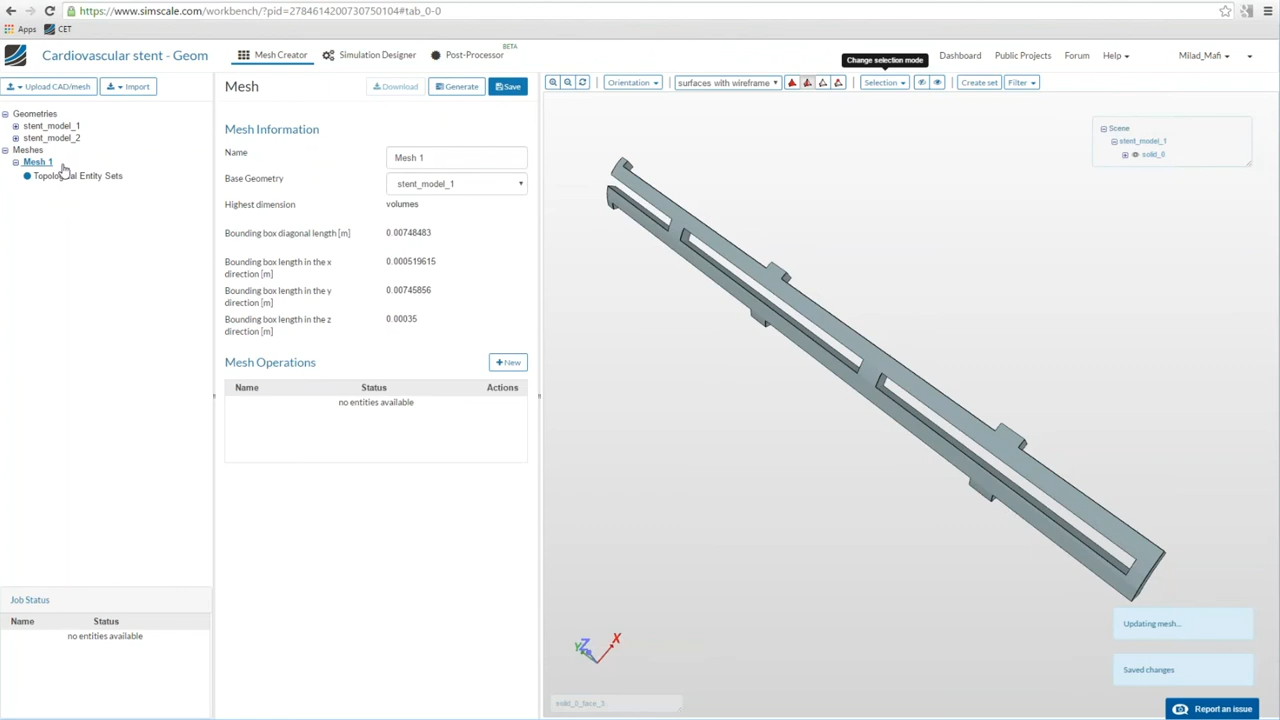 https://www.simscale.com/workbench/?pid=2784614200730750104#tab_0-0
Apps CET
Cardiovascular stent - Geom
Mesh Creator
Simulation Designer
Post-Processor
BETA
Change selection mode
Dashboard
Public Projects
Forum
Help
Milad_Mafi
Upload CAD/mesh
Import
Mesh
Download
Generate
Save
Orientation
surfaces with wireframe
Selection
Create set
Filter
Geometries
stent_model_1
stent_model_2
Meshes
Mesh 1
Topological Entity Sets
Mesh Information
Name
Mesh 1
Base Geometry
stent_model_1
Highest dimension
volumes
Bounding box diagonal length [m]
0.00748483
Bounding box length in the x
direction [m]
0.000519615
Bounding box length in the y
direction [m]
0.00745856
Bounding box length in the z
direction [m]
0.00035
Mesh Operations
New
Name Status Actions
no entities available
Scene
stent_model_1
solid_0
X
Y
Z
solid_0_face_3
Updating mesh...
Saved changes
Report an issue
Job Status
Name Status
no entities available